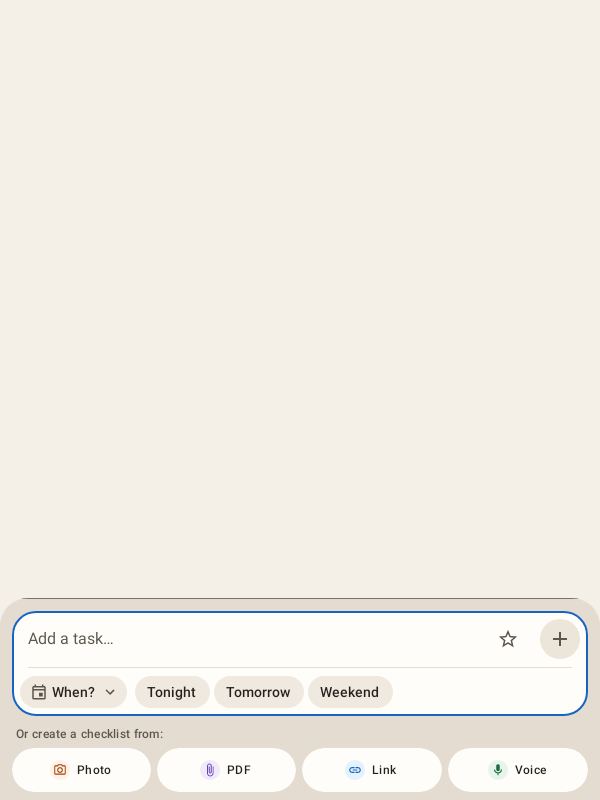 Add a task…
When?
Tonight
Tomorrow
Weekend
Or create a checklist from:
Photo
PDF
Link
Voice